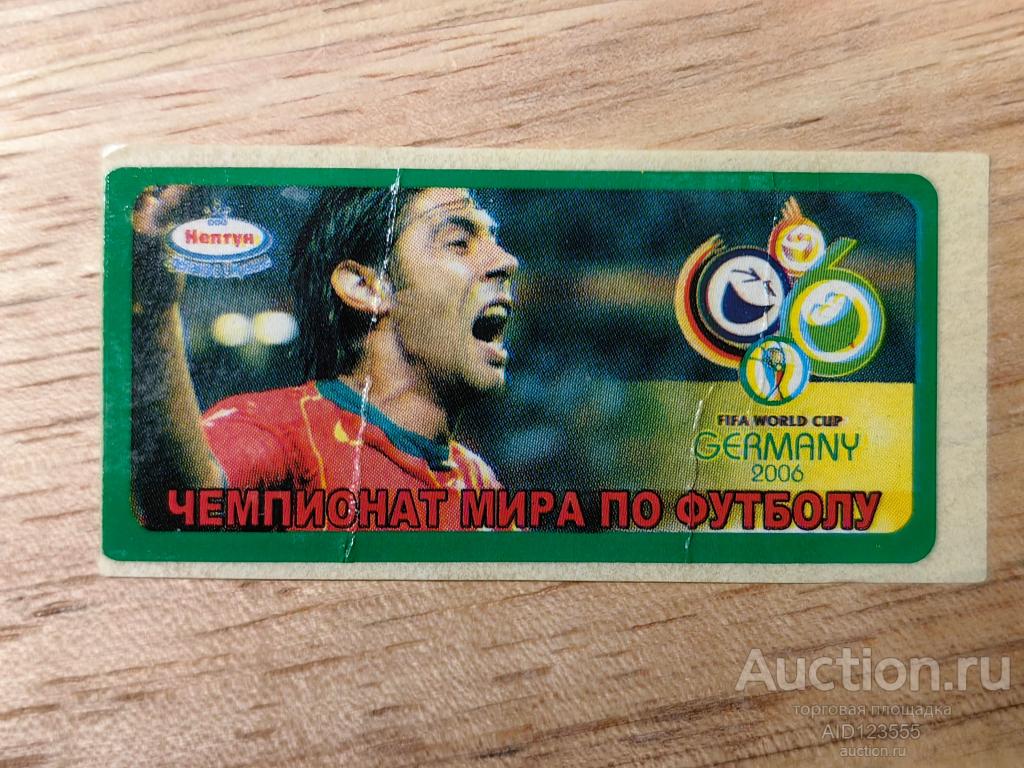 Нептун
FIFA WORLD CUP
GERMANY
2006
ЧЕМПИОНАТ МИРА ПО ФУТБОЛУ
Auction.ru
торговая площадка
AID123555
auction.ru